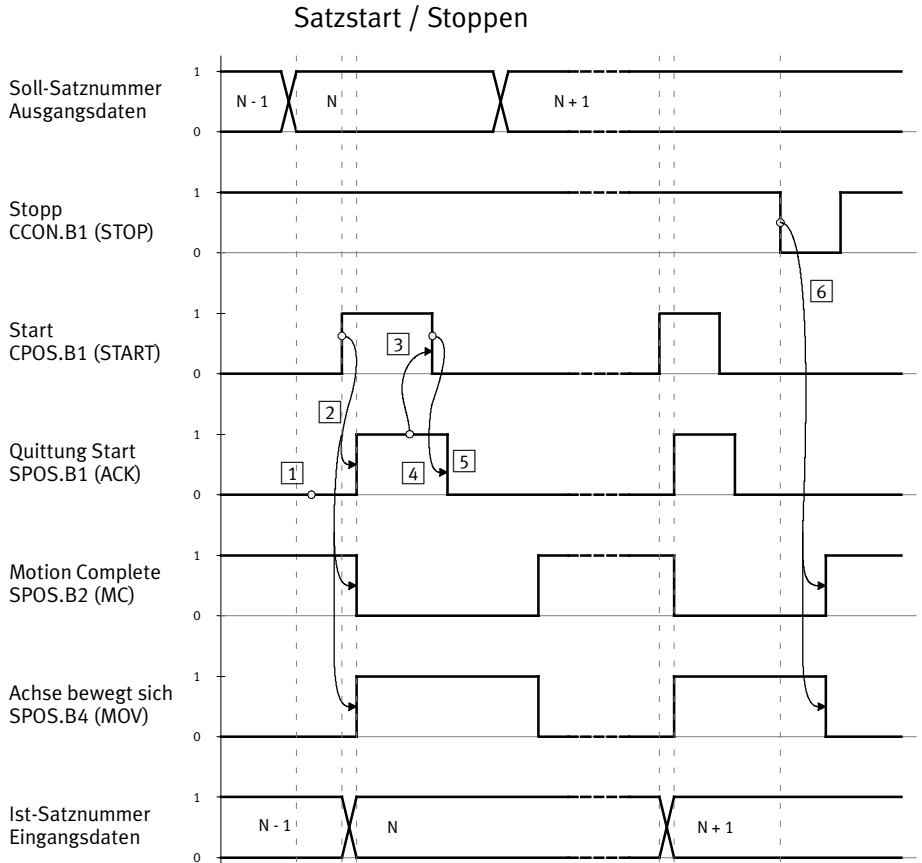 Satzstart / Stoppen
Soll-Satznummer
Ausgangsdaten
1
0
N - 1
N
N + 1
Stopp
CCON.B1 (STOP)
1
0
6
Start
CPOS.B1 (START)
1
0
3
2
Quittung Start
SPOS.B1 (ACK)
1
0
1
4
5
Motion Complete
SPOS.B2 (MC)
1
0
Achse bewegt sich
SPOS.B4 (MOV)
1
0
Ist-Satznummer
Eingangsdaten
1
0
N - 1
N
N + 1